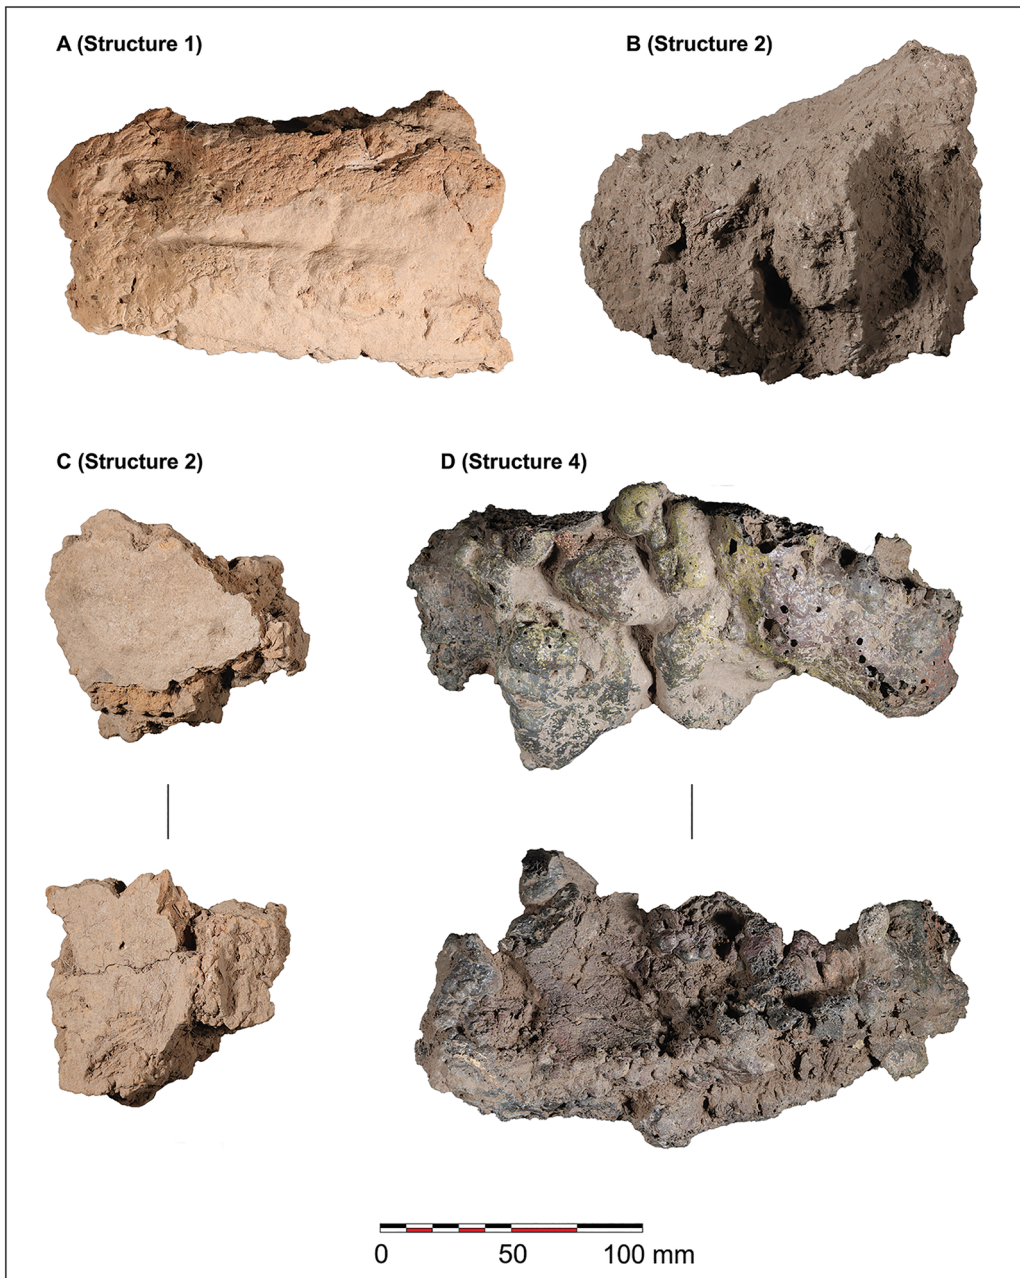 A (Structure 1)
B (Structure 2)
C (Structure 2)
D (Structure 4)
0 50 100 mm